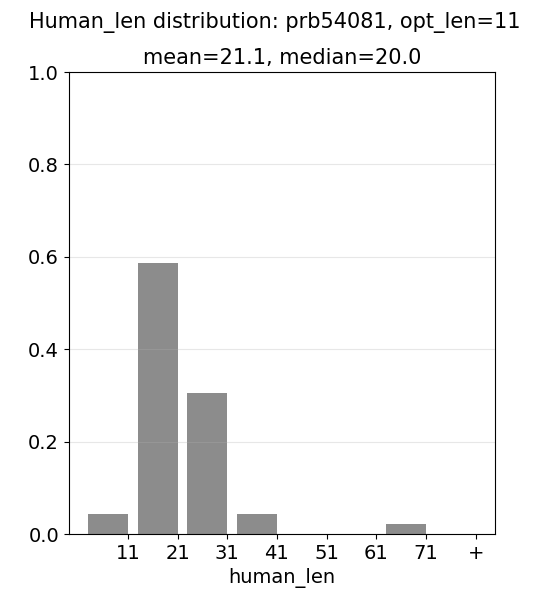 Human_len distribution: prb54081, opt_len=11
mean=21.1, median=20.0
1.0
0.8
0.6
0.4
0.2
0.0
11 21 31 41 51 61 71 +
human_len